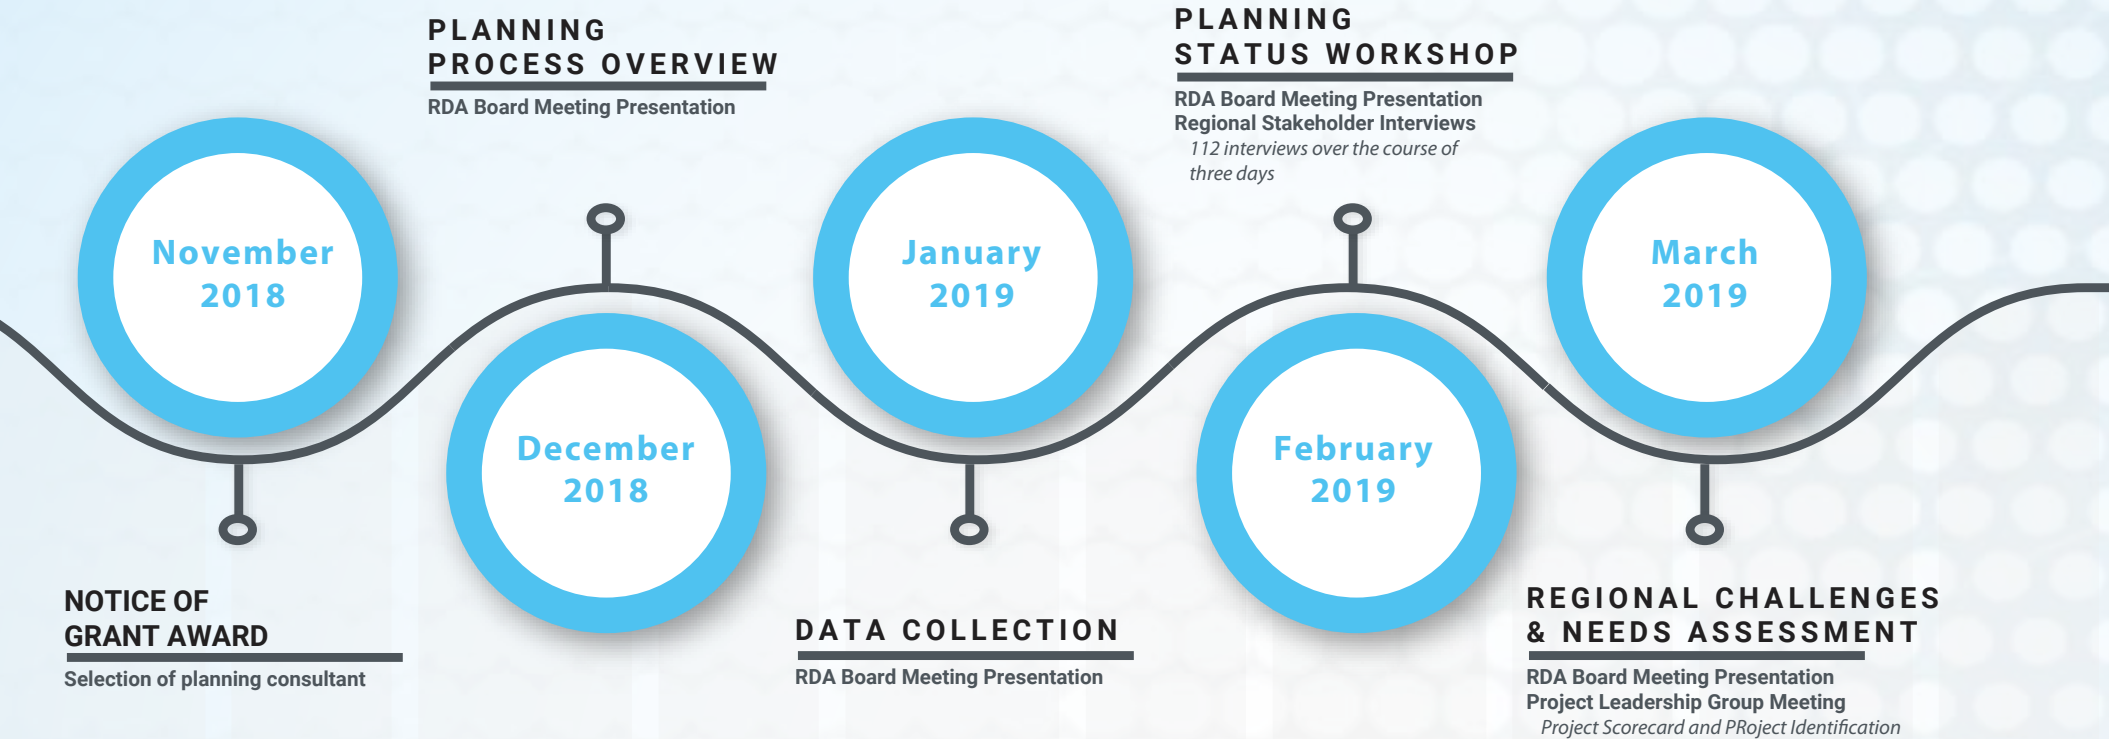 November
2018
NOTICE OF
GRANT AWARD
Selection of planning consultant
PLANNING
PROCESS OVERVIEW
RDA Board Meeting Presentation
December
2018
January
2019
DATA COLLECTION
RDA Board Meeting Presentation
PLANNING
STATUS WORKSHOP
RDA Board Meeting Presentation
Regional Stakeholder Interviews
112 interviews over the course of
three days
February
2019
March
2019
REGIONAL CHALLENGES
& NEEDS ASSESSMENT
RDA Board Meeting Presentation
Project Leadership Group Meeting
Project Scorecard and PRoject Identification